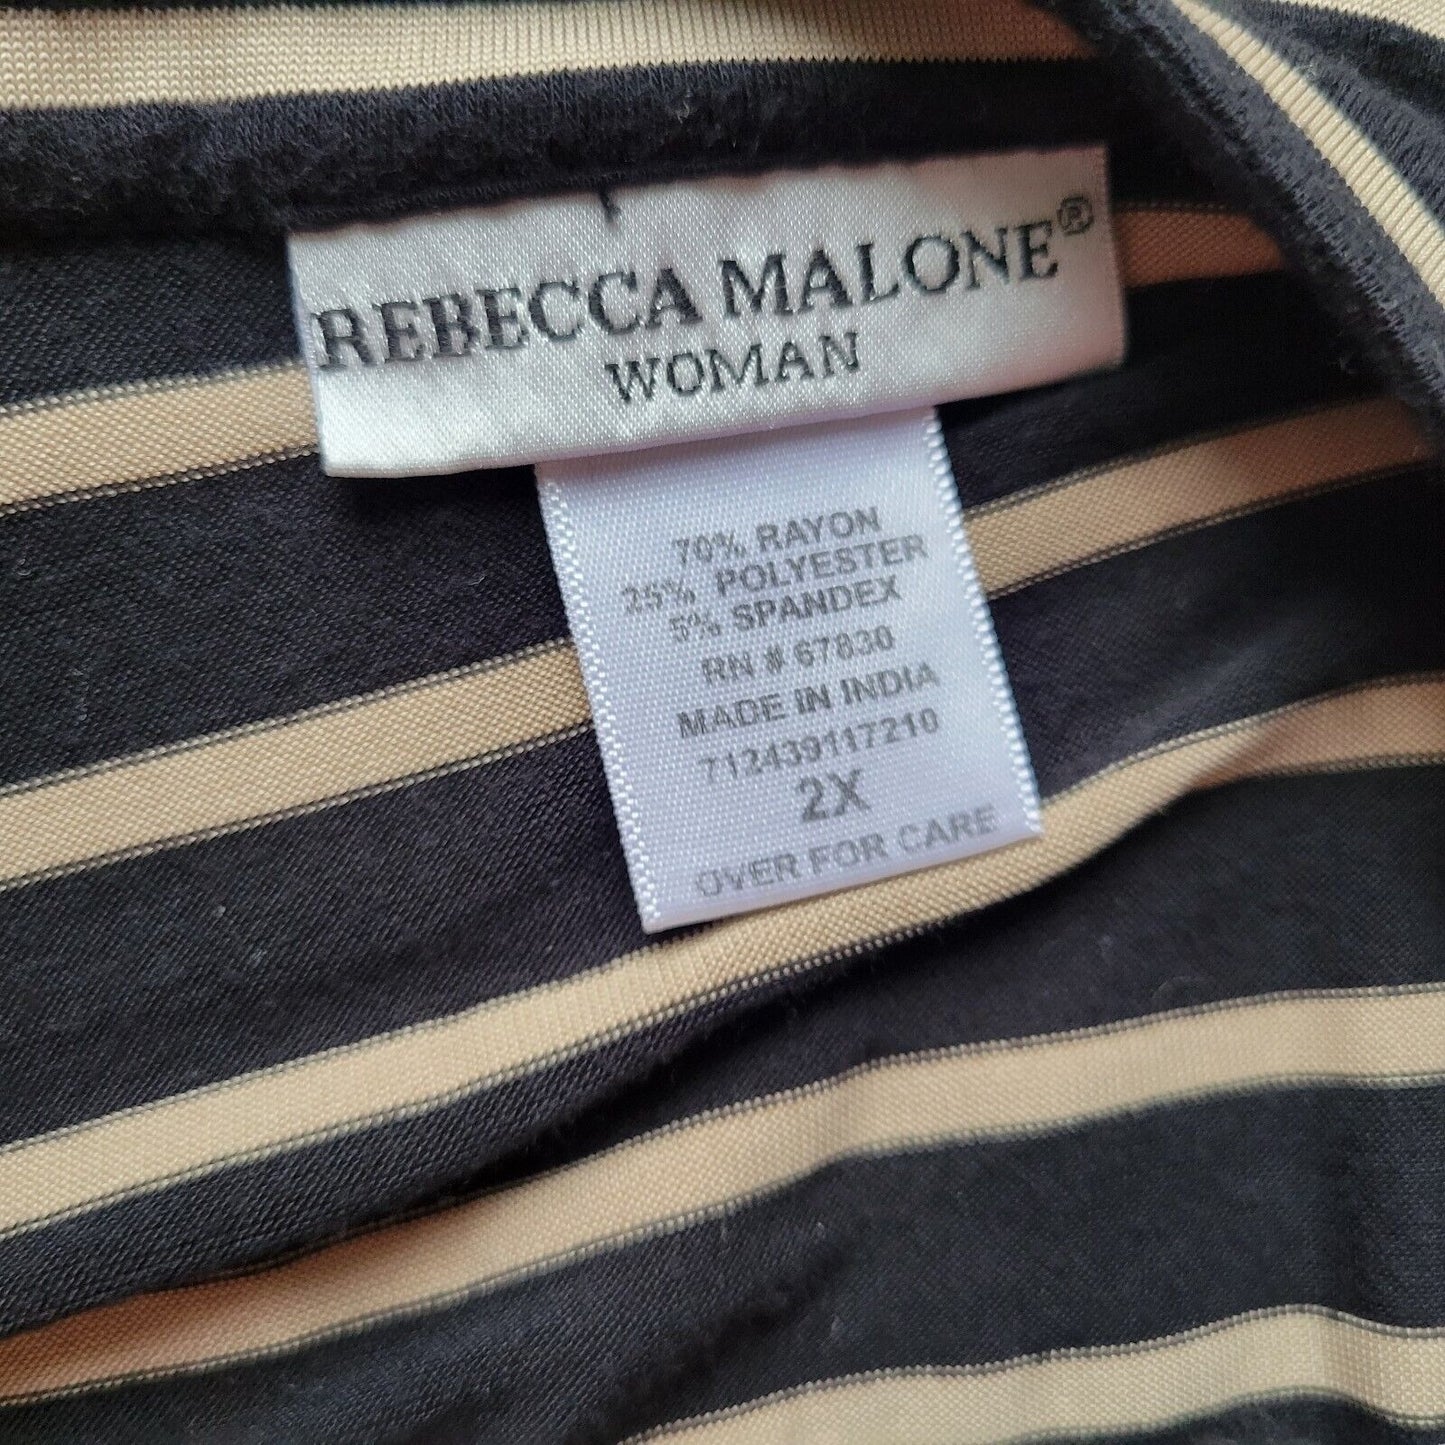 REBECCA MALONE®
WOMAN
70% RAYON
25% POLYESTER
5% SPANDEX
RN # 67830
MADE IN INDIA
712439117210
2X
OVER FOR CARE